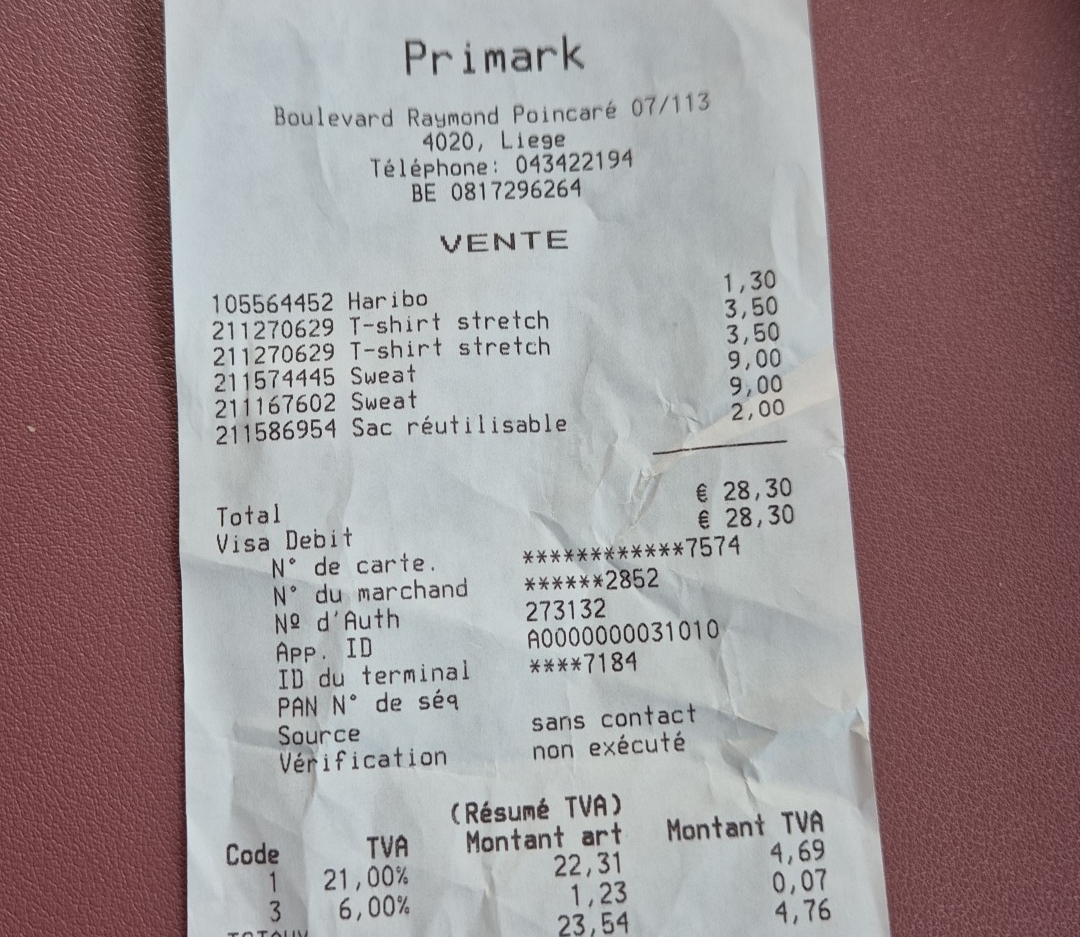 Primark
Boulevard Raymond Poincaré 07/113
4020, Liege
Téléphone: 043422194
BE 0817296264
VENTE
105564452 Haribo 1,30
211270629 T-shirt stretch 3,50
211270629 T-shirt stretch 3,50
211574445 Sweat 9,00
211167602 Sweat 9,00
211586954 Sac réutilisable 2,00
Total € 28,30
Visa Debit € 28,30
N° de carte. ************7574
N° du marchand ******2852
Nº d'Auth 273132
App. ID A0000000031010
ID du terminal ****7184
PAN N° de séq
Source sans contact
Vérification non exécuté
(Résumé TVA)
Code TVA Montant art Montant TVA
1 21,00% 22,31 4,69
3 6,00% 1,23 0,07
TOTAUX 23,54 4,76